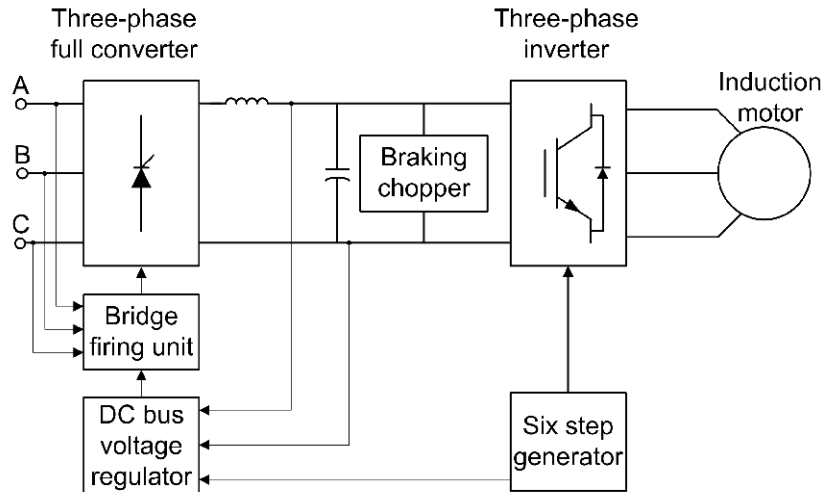 Three-phase
full converter
Three-phase
inverter
Induction
motor
A
B
C
Braking
chopper
Bridge
firing unit
DC bus
voltage
regulator
Six step
generator